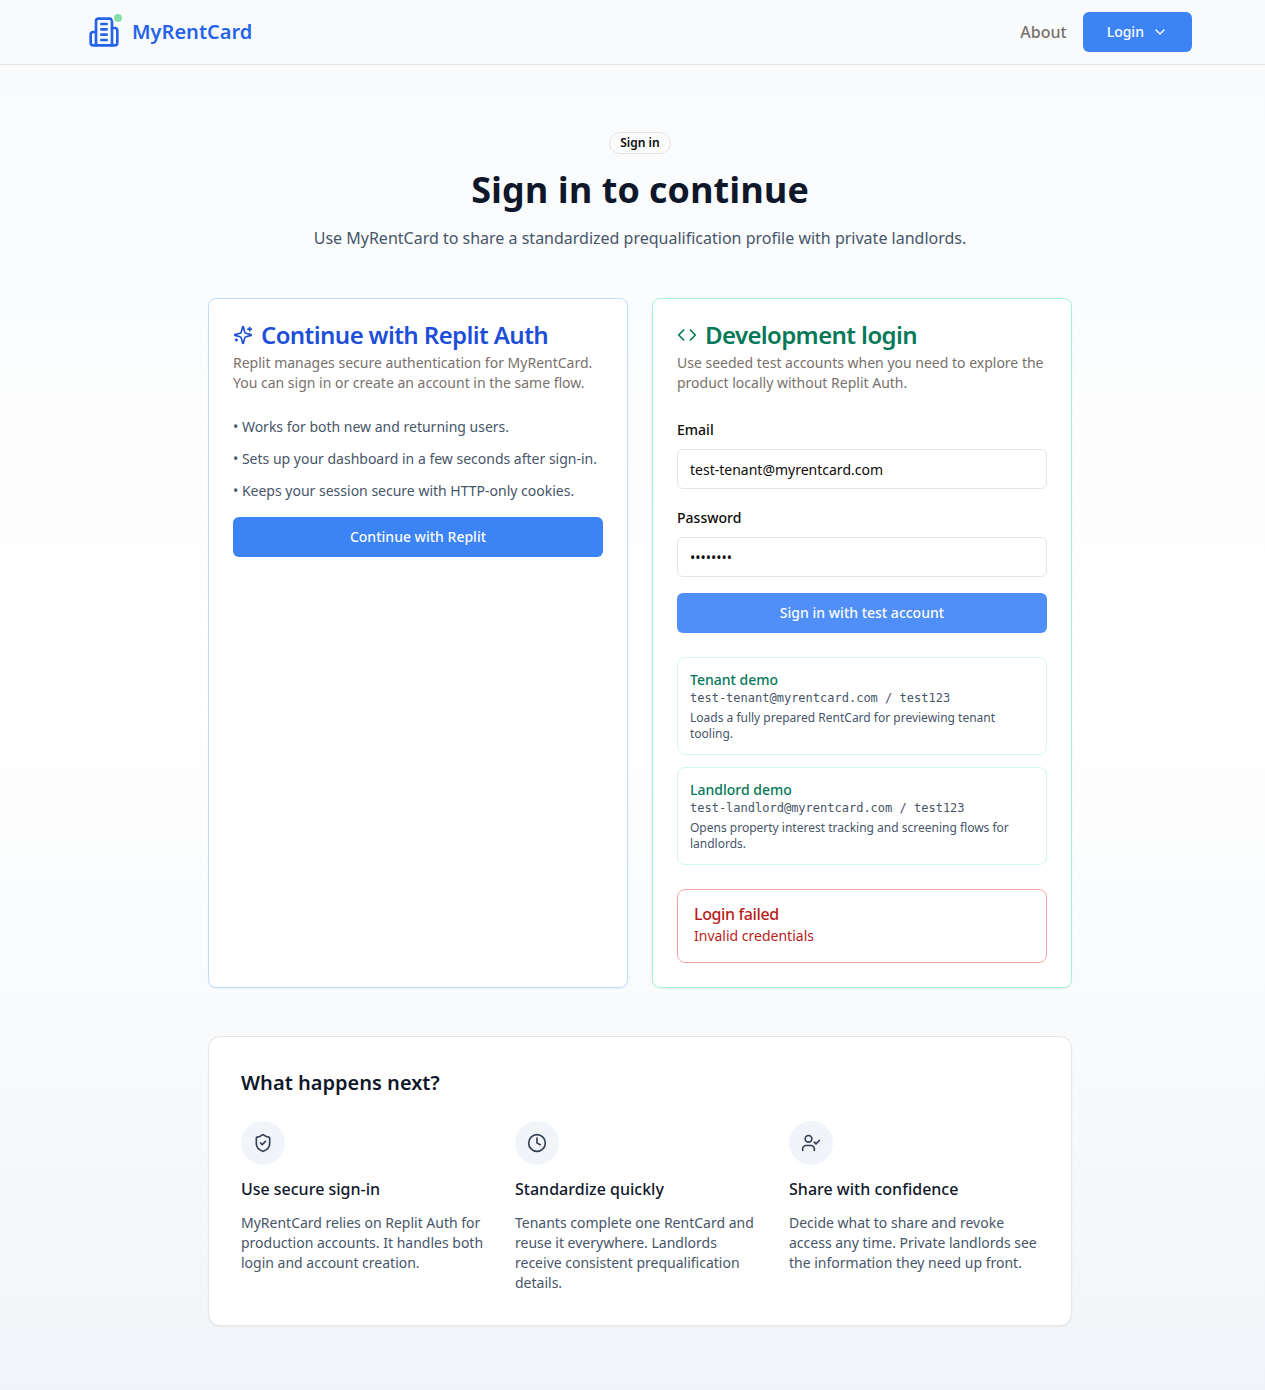 MyRentCard
About
Login
Sign in
Sign in to continue
Use MyRentCard to share a standardized prequalification profile with private landlords.
Continue with Replit Auth
Replit manages secure authentication for MyRentCard.
You can sign in or create an account in the same flow.
• Works for both new and returning users.
• Sets up your dashboard in a few seconds after sign-in.
• Keeps your session secure with HTTP-only cookies.
Continue with Replit
Development login
Use seeded test accounts when you need to explore the
product locally without Replit Auth.
Email
test-tenant@myrentcard.com
Password
••••••••
Sign in with test account
Tenant demo
test-tenant@myrentcard.com / test123
Loads a fully prepared RentCard for previewing tenant
tooling.
Landlord demo
test-landlord@myrentcard.com / test123
Opens property interest tracking and screening flows for
landlords.
Login failed
Invalid credentials
What happens next?
Use secure sign-in
MyRentCard relies on Replit Auth for
production accounts. It handles both
login and account creation.
Standardize quickly
Tenants complete one RentCard and
reuse it everywhere. Landlords
receive consistent prequalification
details.
Share with confidence
Decide what to share and revoke
access any time. Private landlords see
the information they need up front.